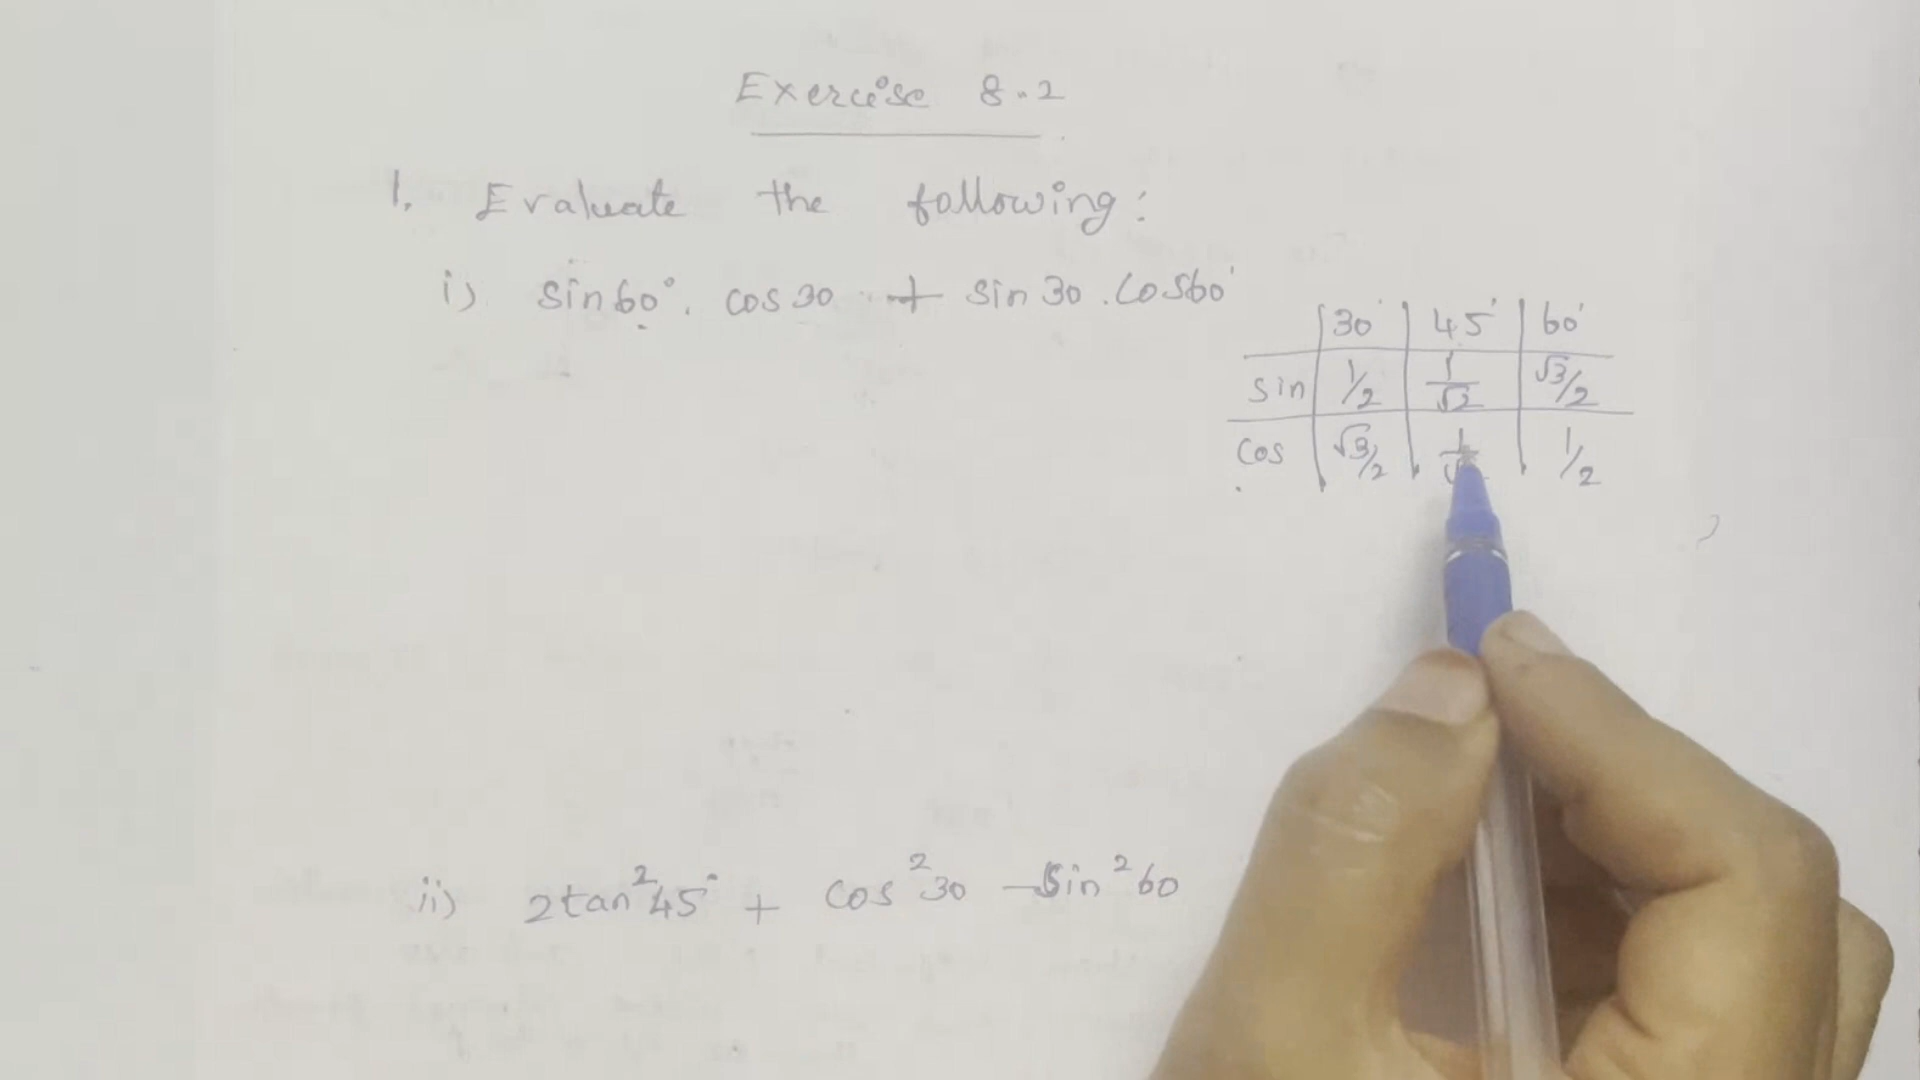 Exercise 8.2
1. Evaluate the following:
i) sin60°. cos30 + sin30.cos60°
30° 45° 60°
sin 1/2 1/√2 √3/2
cos √3/2 1/√ 1/2
ii) 2tan²45° + cos²30 - sin²60